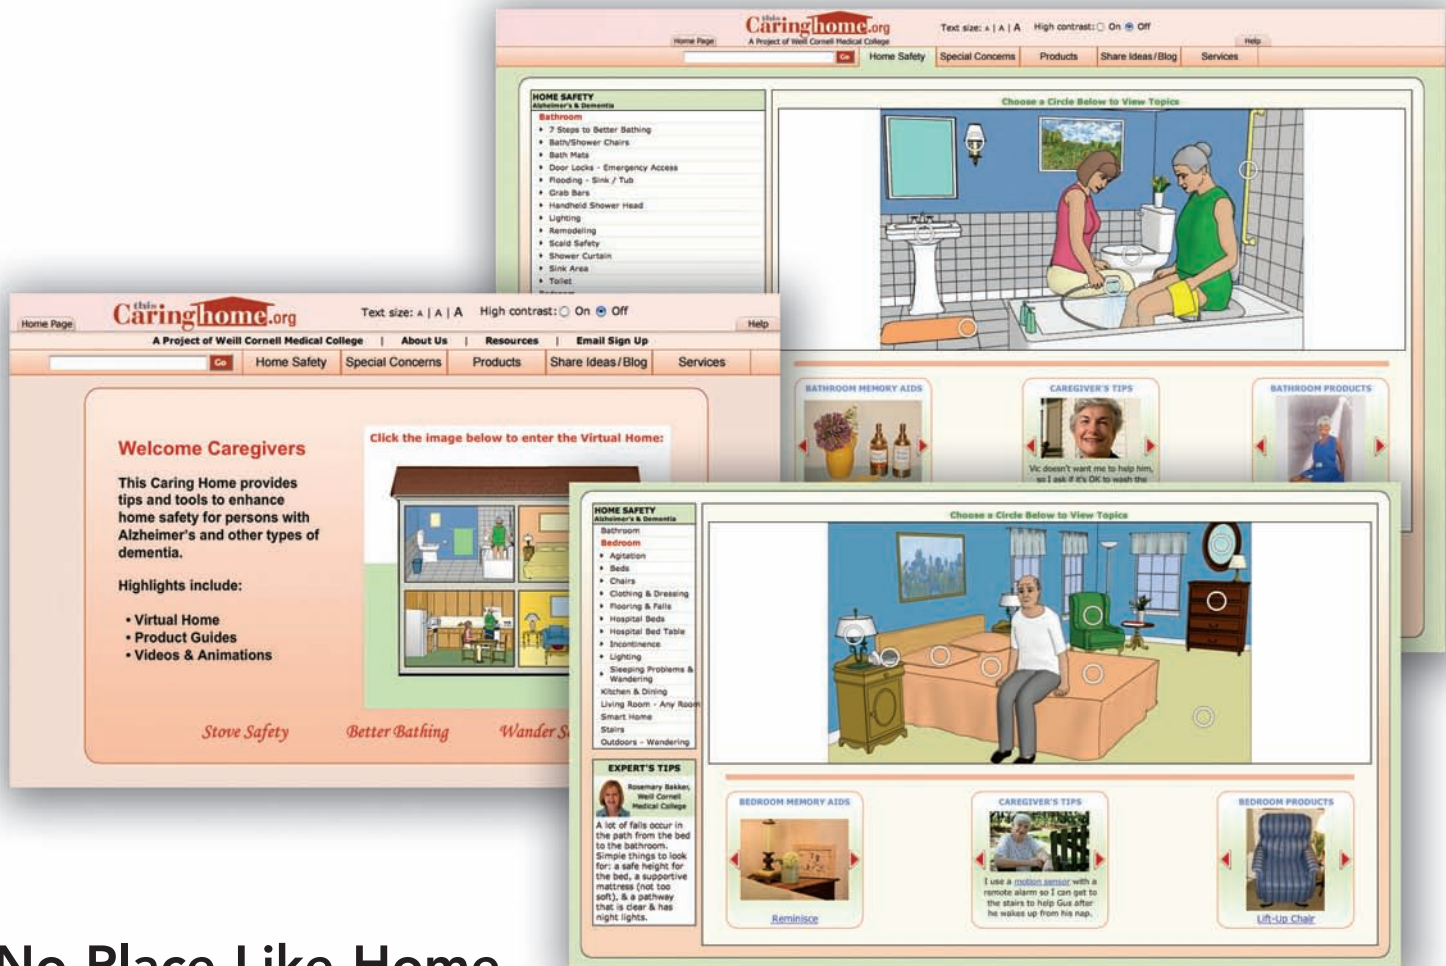 this
Caringhome.org
A Project of Weill Cornell Medical College
Text size: A | A | A
High contrast: On Off
Home Page
Help
Go
Home Safety
Special Concerns
Products
Share Ideas/Blog
Services
HOME SAFETY
Alzheimer's & Dementia
Bathroom
7 Steps to Better Bathing
Bath/Shower Chairs
Bath Mats
Door Locks - Emergency Access
Flooding - Sink / Tub
Grab Bars
Handheld Shower Head
Lighting
Remodeling
Scald Safety
Shower Curtain
Sink Area
Toilet
Choose a Circle Below to View Topics
BATHROOM MEMORY AIDS
CAREGIVER'S TIPS
Vic doesn't want me to help him,
so I ask if it's OK to wash the
BATHROOM PRODUCTS
Home Page
this
Caringhome.org
Text size: A | A | A
High contrast: On Off
Help
A Project of Weill Cornell Medical College | About Us | Resources | Email Sign Up
Go
Home Safety
Special Concerns
Products
Share Ideas/Blog
Services
Welcome Caregivers
This Caring Home provides
tips and tools to enhance
home safety for persons with
Alzheimer's and other types of
dementia.
Highlights include:
• Virtual Home
• Product Guides
• Videos & Animations
Click the image below to enter the Virtual Home:
Stove Safety
Better Bathing
Wander
HOME SAFETY
Alzheimer's & Dementia
Bathroom
Bedroom
Agitation
Beds
Chairs
Clothing & Dressing
Flooring & Falls
Hospital Beds
Hospital Bed Table
Incontinence
Lighting
Sleeping Problems &
Wandering
Kitchen & Dining
Living Room - Any Room
Smart Home
Stairs
Outdoors - Wandering
EXPERT'S TIPS
Rosemary Bakker,
Weill Cornell
Medical College
A lot of falls occur in
the path from the bed
to the bathroom.
Simple things to look
for: a safe height for
the bed, a supportive
mattress (not too
soft), & a pathway
that is clear & has
night lights.
Choose a Circle Below to View Topics
BEDROOM MEMORY AIDS
Reminisce
CAREGIVER'S TIPS
I use a motion sensor with a
remote alarm so I can get to
the stairs to help Gus after
he wakes up from his nap.
BEDROOM PRODUCTS
Lift-Up Chair
No Place Like Home